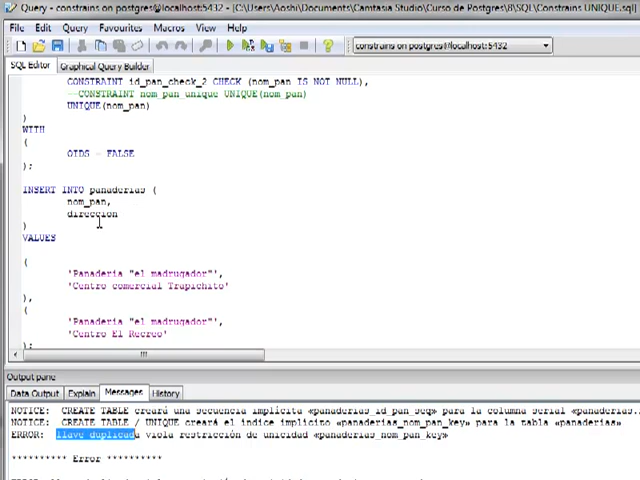 Query - constrains on postgres@localhost:5432 - [C:\Users\Aoshi\Documents\Camtasia Studio\Curso de Postgres\8\SQL\Constrains UNIQUE.sql]
File Edit Query Favourites Macros View Help
constrains on postgres@localhost:5432
SQL Editor Graphical Query Builder
CONSTRAINT id_pan_check_2 CHECK (nom_pan IS NOT NULL),
--CONSTRAINT nom_pan_unique UNIQUE(nom_pan)
UNIQUE(nom_pan)
)
WITH
(
OIDS = FALSE
);
INSERT INTO panaderias (
nom_pan,
direccion
)
VALUES
(
'Panaderia "el madrugador"',
'Centro comercial Trapichito'
),
(
'Panaderia "el madrugador"',
'Centro El Recreo'
);
Output pane
Data Output Explain Messages History
NOTICE: CREATE TABLE creará una secuencia implícita «panaderias_id_pan_seq» para la columna serial «panaderias.
NOTICE: CREATE TABLE / UNIQUE creará el índice implícito «panaderias_nom_pan_key» para la tabla «panaderias»
ERROR: llave duplicada viola restricción de unicidad «panaderias_nom_pan_key»
********** Error **********